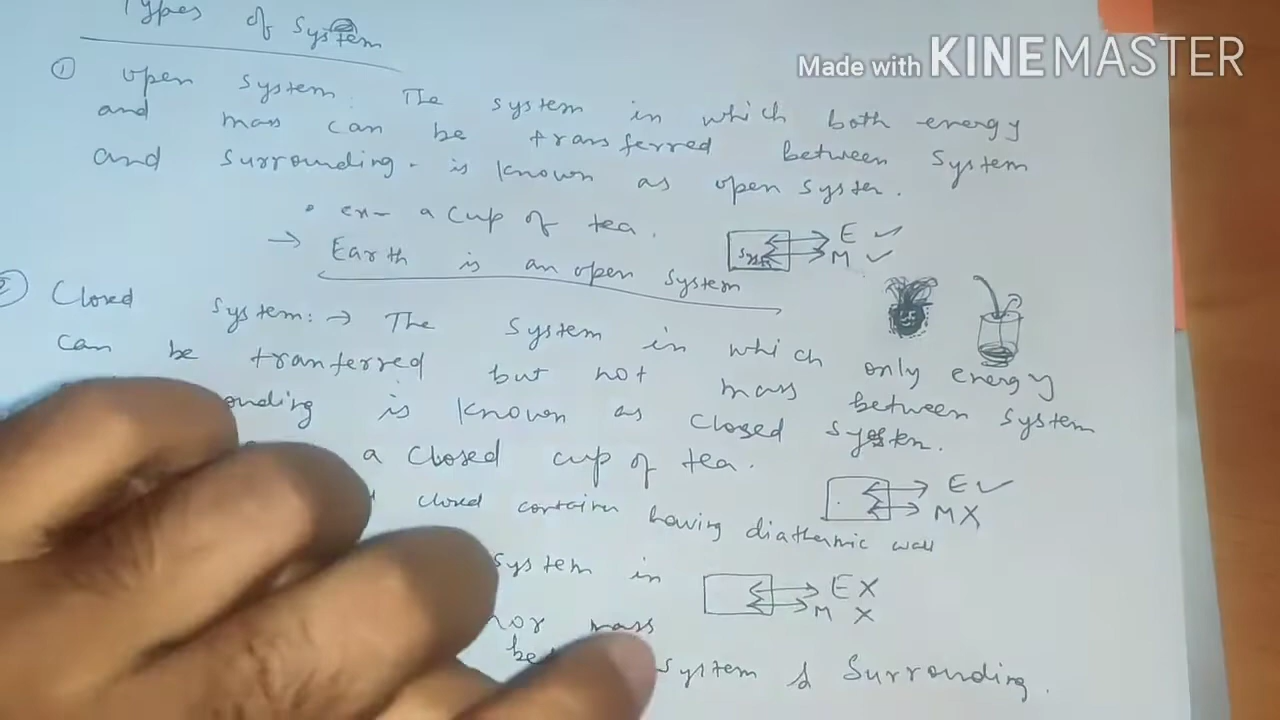 Types of System
Made with KINEMASTER
① open system: The system in which both energy
and mass can be transferred between system
and surrounding. is known as open system.
• ex- a cup of tea.
→ Earth is an open system
E ✓
M ✓
Closed system: → The system in which only energy
can be tranferred but not mass between system
onding is known as closed system.
a closed cup of tea.
closed container having diathermic wall
E ✓
M X
system in
E X
M X
nor mass
system & Surrounding.